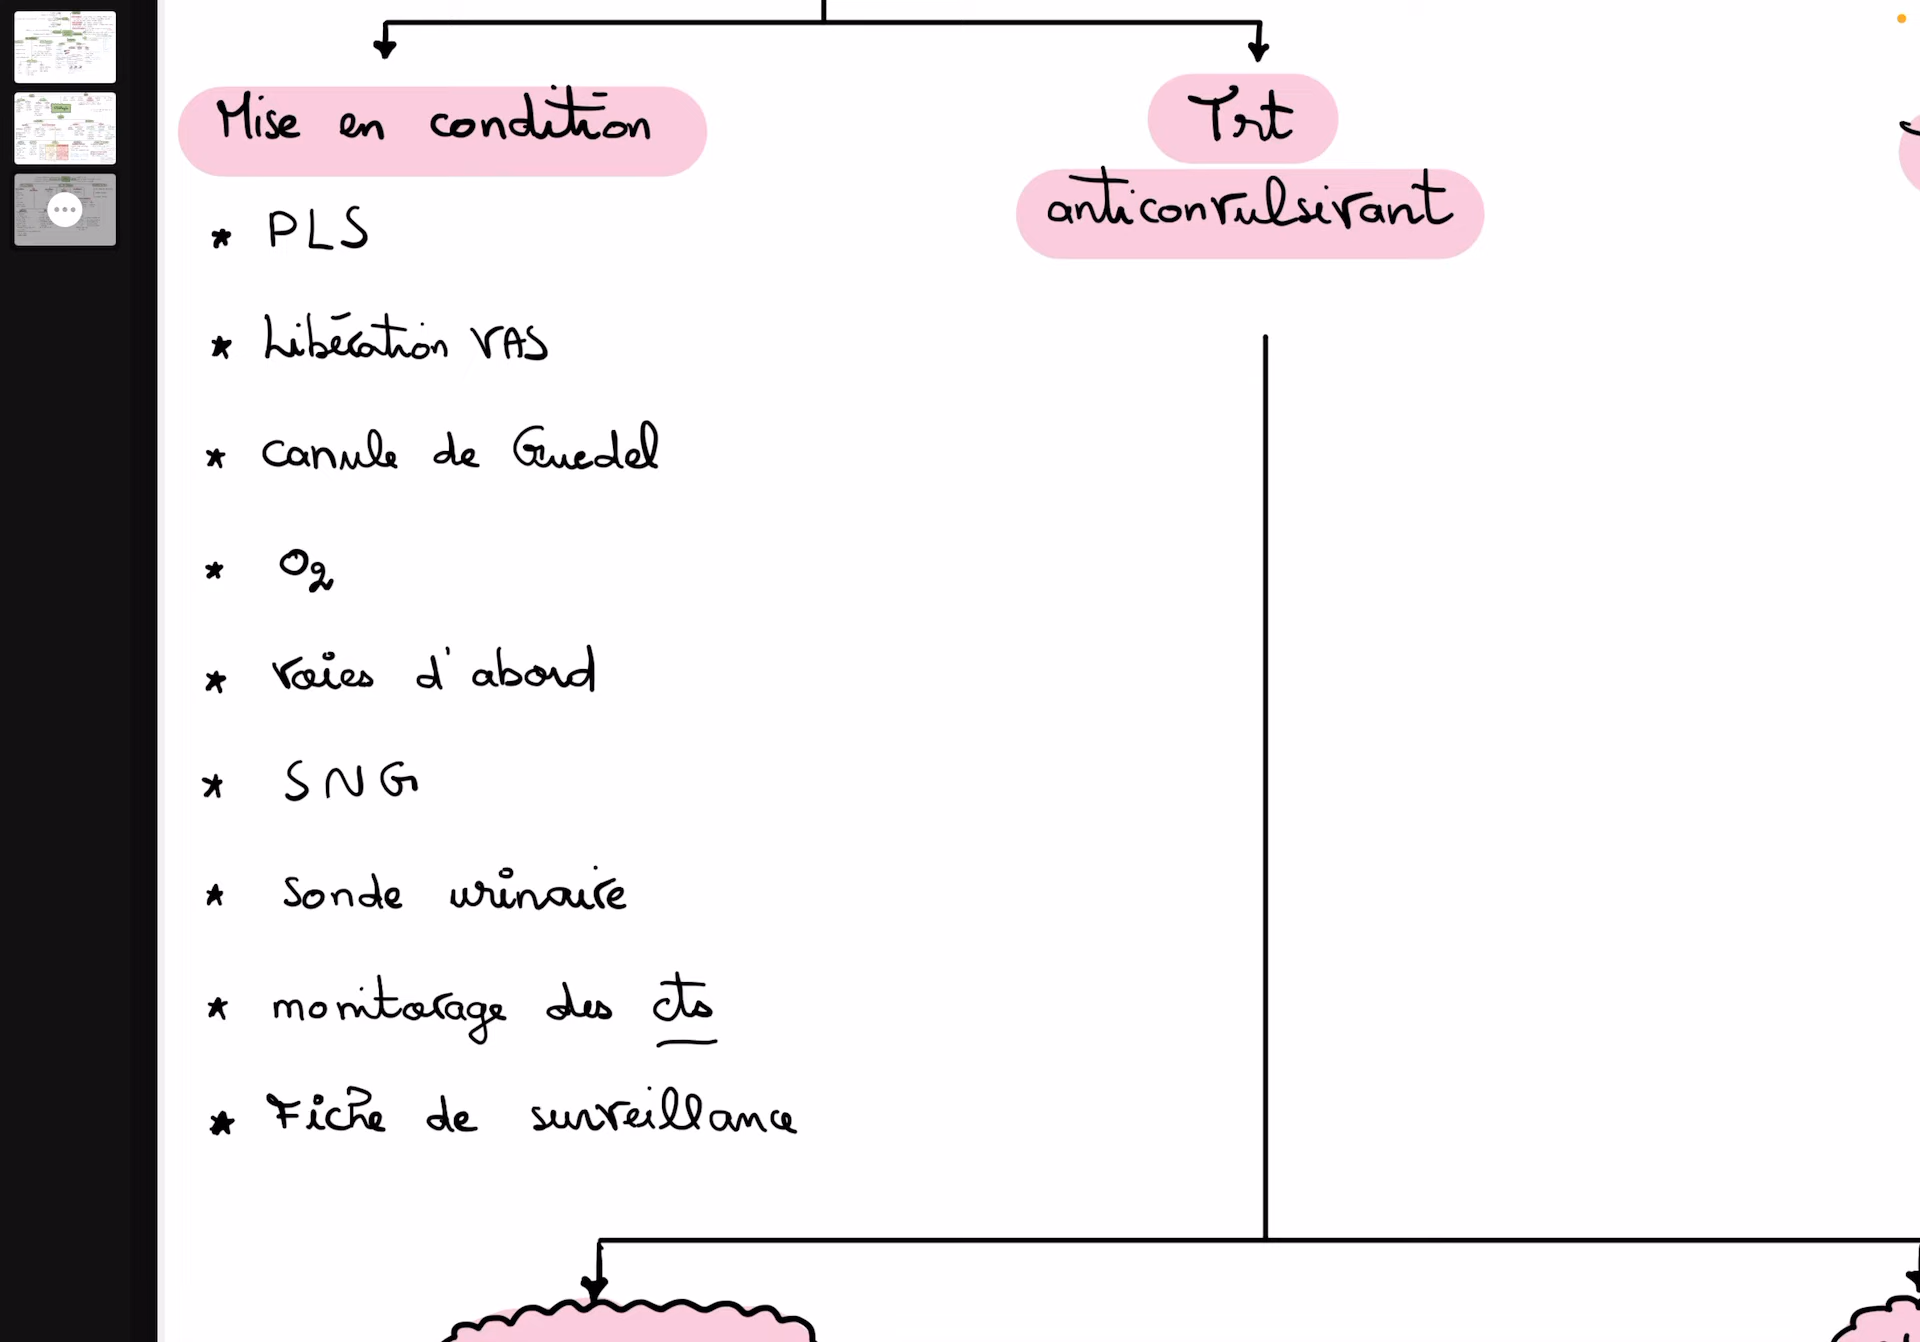 Mise en condition
* PLS
* Libération VAS
* canule de Guedel
* O2
* voies d'abord
* SNG
* Sonde urinaire
* monitorage des cts
* Fiche de surveillance
Trt
anticonvulsivant